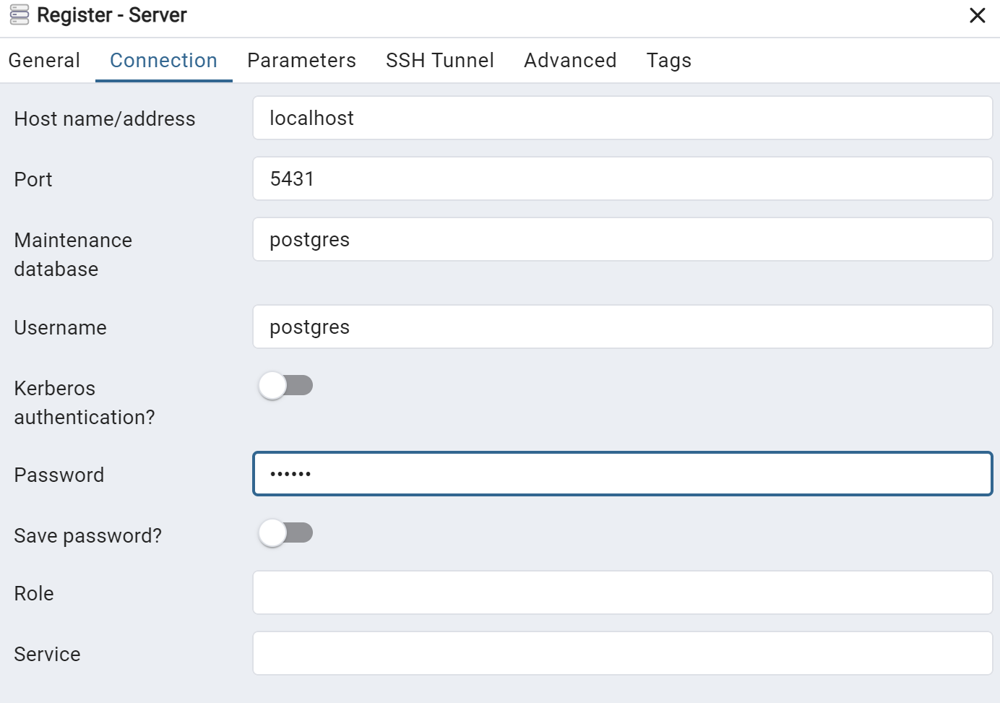 Register - Server
General Connection Parameters SSH Tunnel Advanced Tags
Host name/address localhost
Port 5431
Maintenance database postgres
Username postgres
Kerberos authentication?
Password ••••••
Save password?
Role
Service